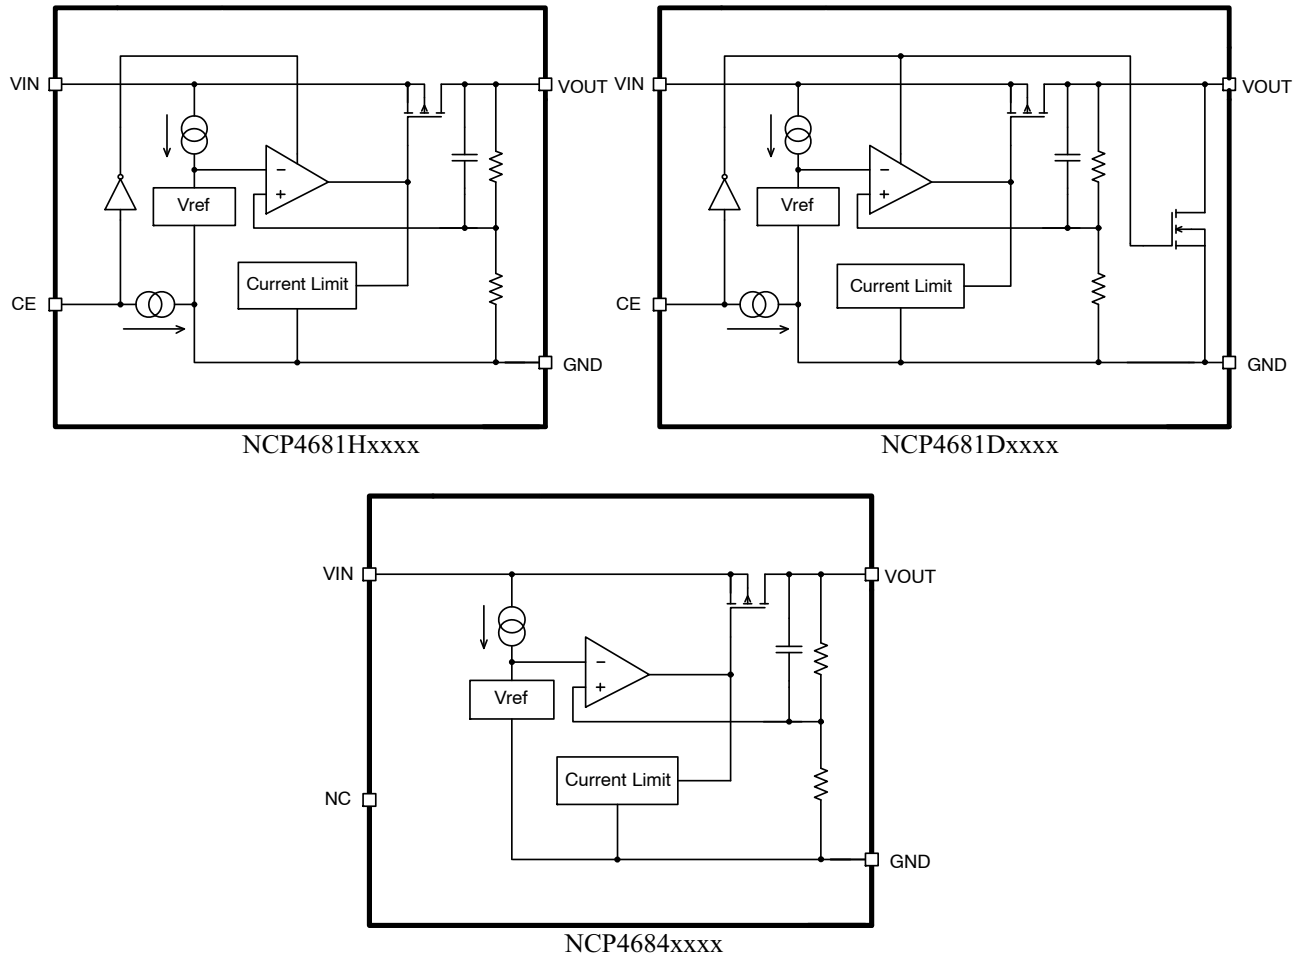 VIN
VOUT
−
+
Vref
Current Limit
CE
GND
NCP4681Hxxxx
VIN
VOUT
−
+
Vref
Current Limit
CE
GND
NCP4681Dxxxx
VIN
VOUT
−
+
Vref
Current Limit
NC
GND
NCP4684xxxx